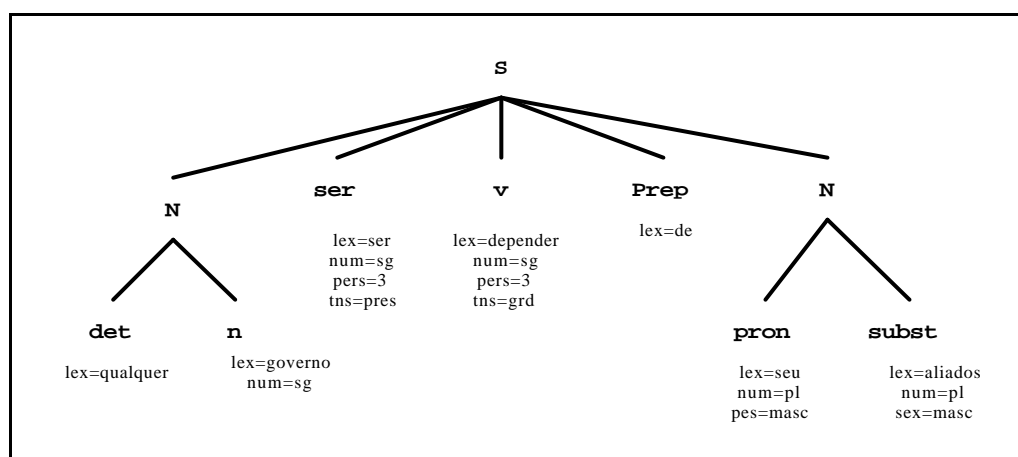 S
N ser v Prep N
lex=ser lex=depender lex=de
num=sg num=sg
pers=3 pers=3
tns=pres tns=grd
det n pron subst
lex=qualquer lex=governo lex=seu lex=aliados
num=sg num=pl num=pl
pes=masc sex=masc